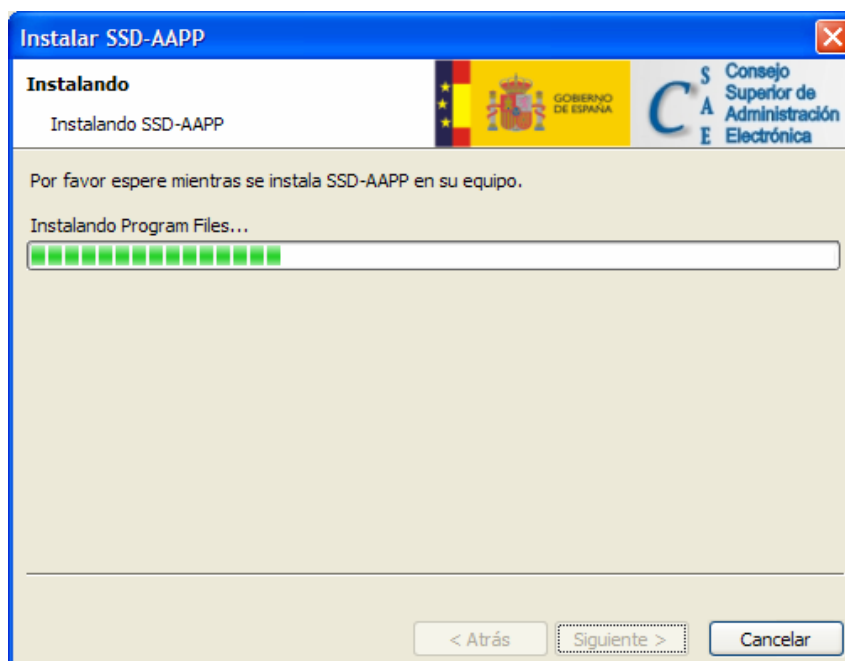 Instalar SSD-AAPP
Instalando
Instalando SSD-AAPP
GOBIERNO
DE ESPAÑA
C
S
A
E
Consejo
Superior de
Administración
Electrónica
Por favor espere mientras se instala SSD-AAPP en su equipo.
Instalando Program Files...
< Atrás
Siguiente >
Cancelar